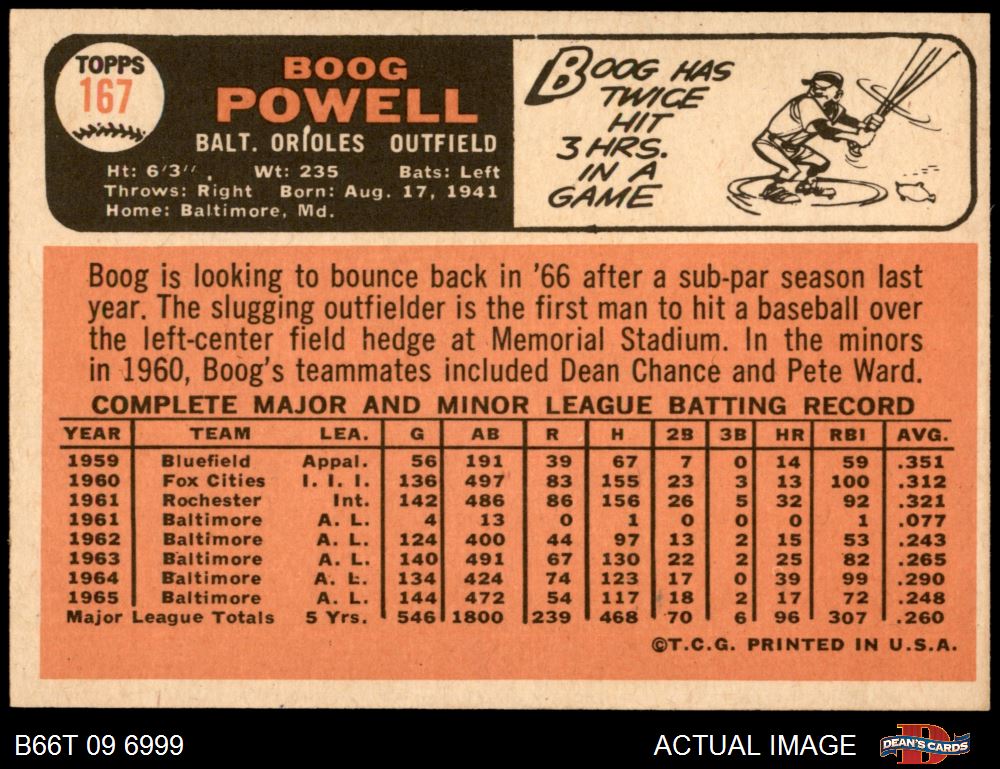 TOPPS
167
BOOG
POWELL
BALT. ORIOLES OUTFIELD
Ht: 6'3" . Wt: 235 Bats: Left
Throws: Right Born: Aug. 17, 1941
Home: Baltimore, Md.
BOOG HAS
TWICE
HIT
3 HRS.
IN A
GAME
Boog is looking to bounce back in '66 after a sub-par season last
year. The slugging outfielder is the first man to hit a baseball over
the left-center field hedge at Memorial Stadium. In the minors
in 1960, Boog's teammates included Dean Chance and Pete Ward.
COMPLETE MAJOR AND MINOR LEAGUE BATTING RECORD
YEAR TEAM LEA. G AB R H 2B 3B HR RBI AVG.
1959 Bluefield Appal. 56 191 39 67 7 0 14 59 .351
1960 Fox Cities I. I. I. 136 497 83 155 23 3 13 100 .312
1961 Rochester Int. 142 486 86 156 26 5 32 92 .321
1961 Baltimore A. L. 4 13 0 1 0 0 0 1 .077
1962 Baltimore A. L. 124 400 44 97 13 2 15 53 .243
1963 Baltimore A. L. 140 491 67 130 22 2 25 82 .265
1964 Baltimore A. L. 134 424 74 123 17 0 39 99 .290
1965 Baltimore A. L. 144 472 54 117 18 2 17 72 .248
Major League Totals 5 Yrs. 546 1800 239 468 70 6 96 307 .260
©T.C.G. PRINTED IN U.S.A.
B66T 09 6999 ACTUAL IMAGE DEAN'S CARDS